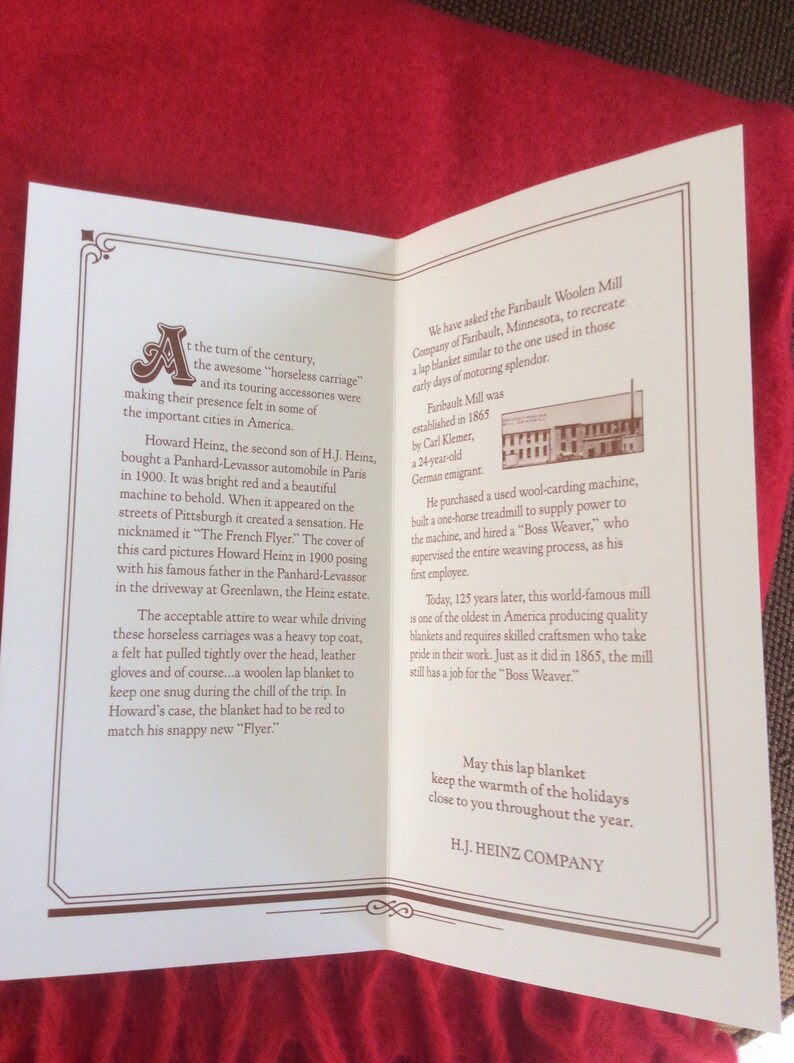 At the turn of the century,
the awesome "horseless carriage"
and its touring accessories were
making their presence felt in some of
the important cities in America.
Howard Heinz, the second son of H.J. Heinz,
bought a Panhard-Levassor automobile in Paris
in 1900. It was bright red and a beautiful
machine to behold. When it appeared on the
streets of Pittsburgh it created a sensation. He
nicknamed it "The French Flyer." The cover of
this card pictures Howard Heinz in 1900 posing
with his famous father in the Panhard-Levassor
in the driveway at Greenlawn, the Heinz estate.
The acceptable attire to wear while driving
these horseless carriages was a heavy top coat,
a felt hat pulled tightly over the head, leather
gloves and of course...a woolen lap blanket to
keep one snug during the chill of the trip. In
Howard's case, the blanket had to be red to
match his snappy new "Flyer."
We have asked the Faribault Woolen Mill
Company of Faribault, Minnesota, to recreate
a lap blanket similar to the one used in those
early days of motoring splendor.
Faribault Mill was
established in 1865
by Carl Klemer,
a 24-year-old
German emigrant.
He purchased a used wool-carding machine,
built a one-horse treadmill to supply power to
the machine, and hired a "Boss Weaver," who
supervised the entire weaving process, as his
first employee.
Today, 125 years later, this world-famous mill
is one of the oldest in America producing quality
blankets and requires skilled craftsmen who take
pride in their work. Just as it did in 1865, the mill
still has a job for the "Boss Weaver."
May this lap blanket
keep the warmth of the holidays
close to you throughout the year.
H.J. HEINZ COMPANY